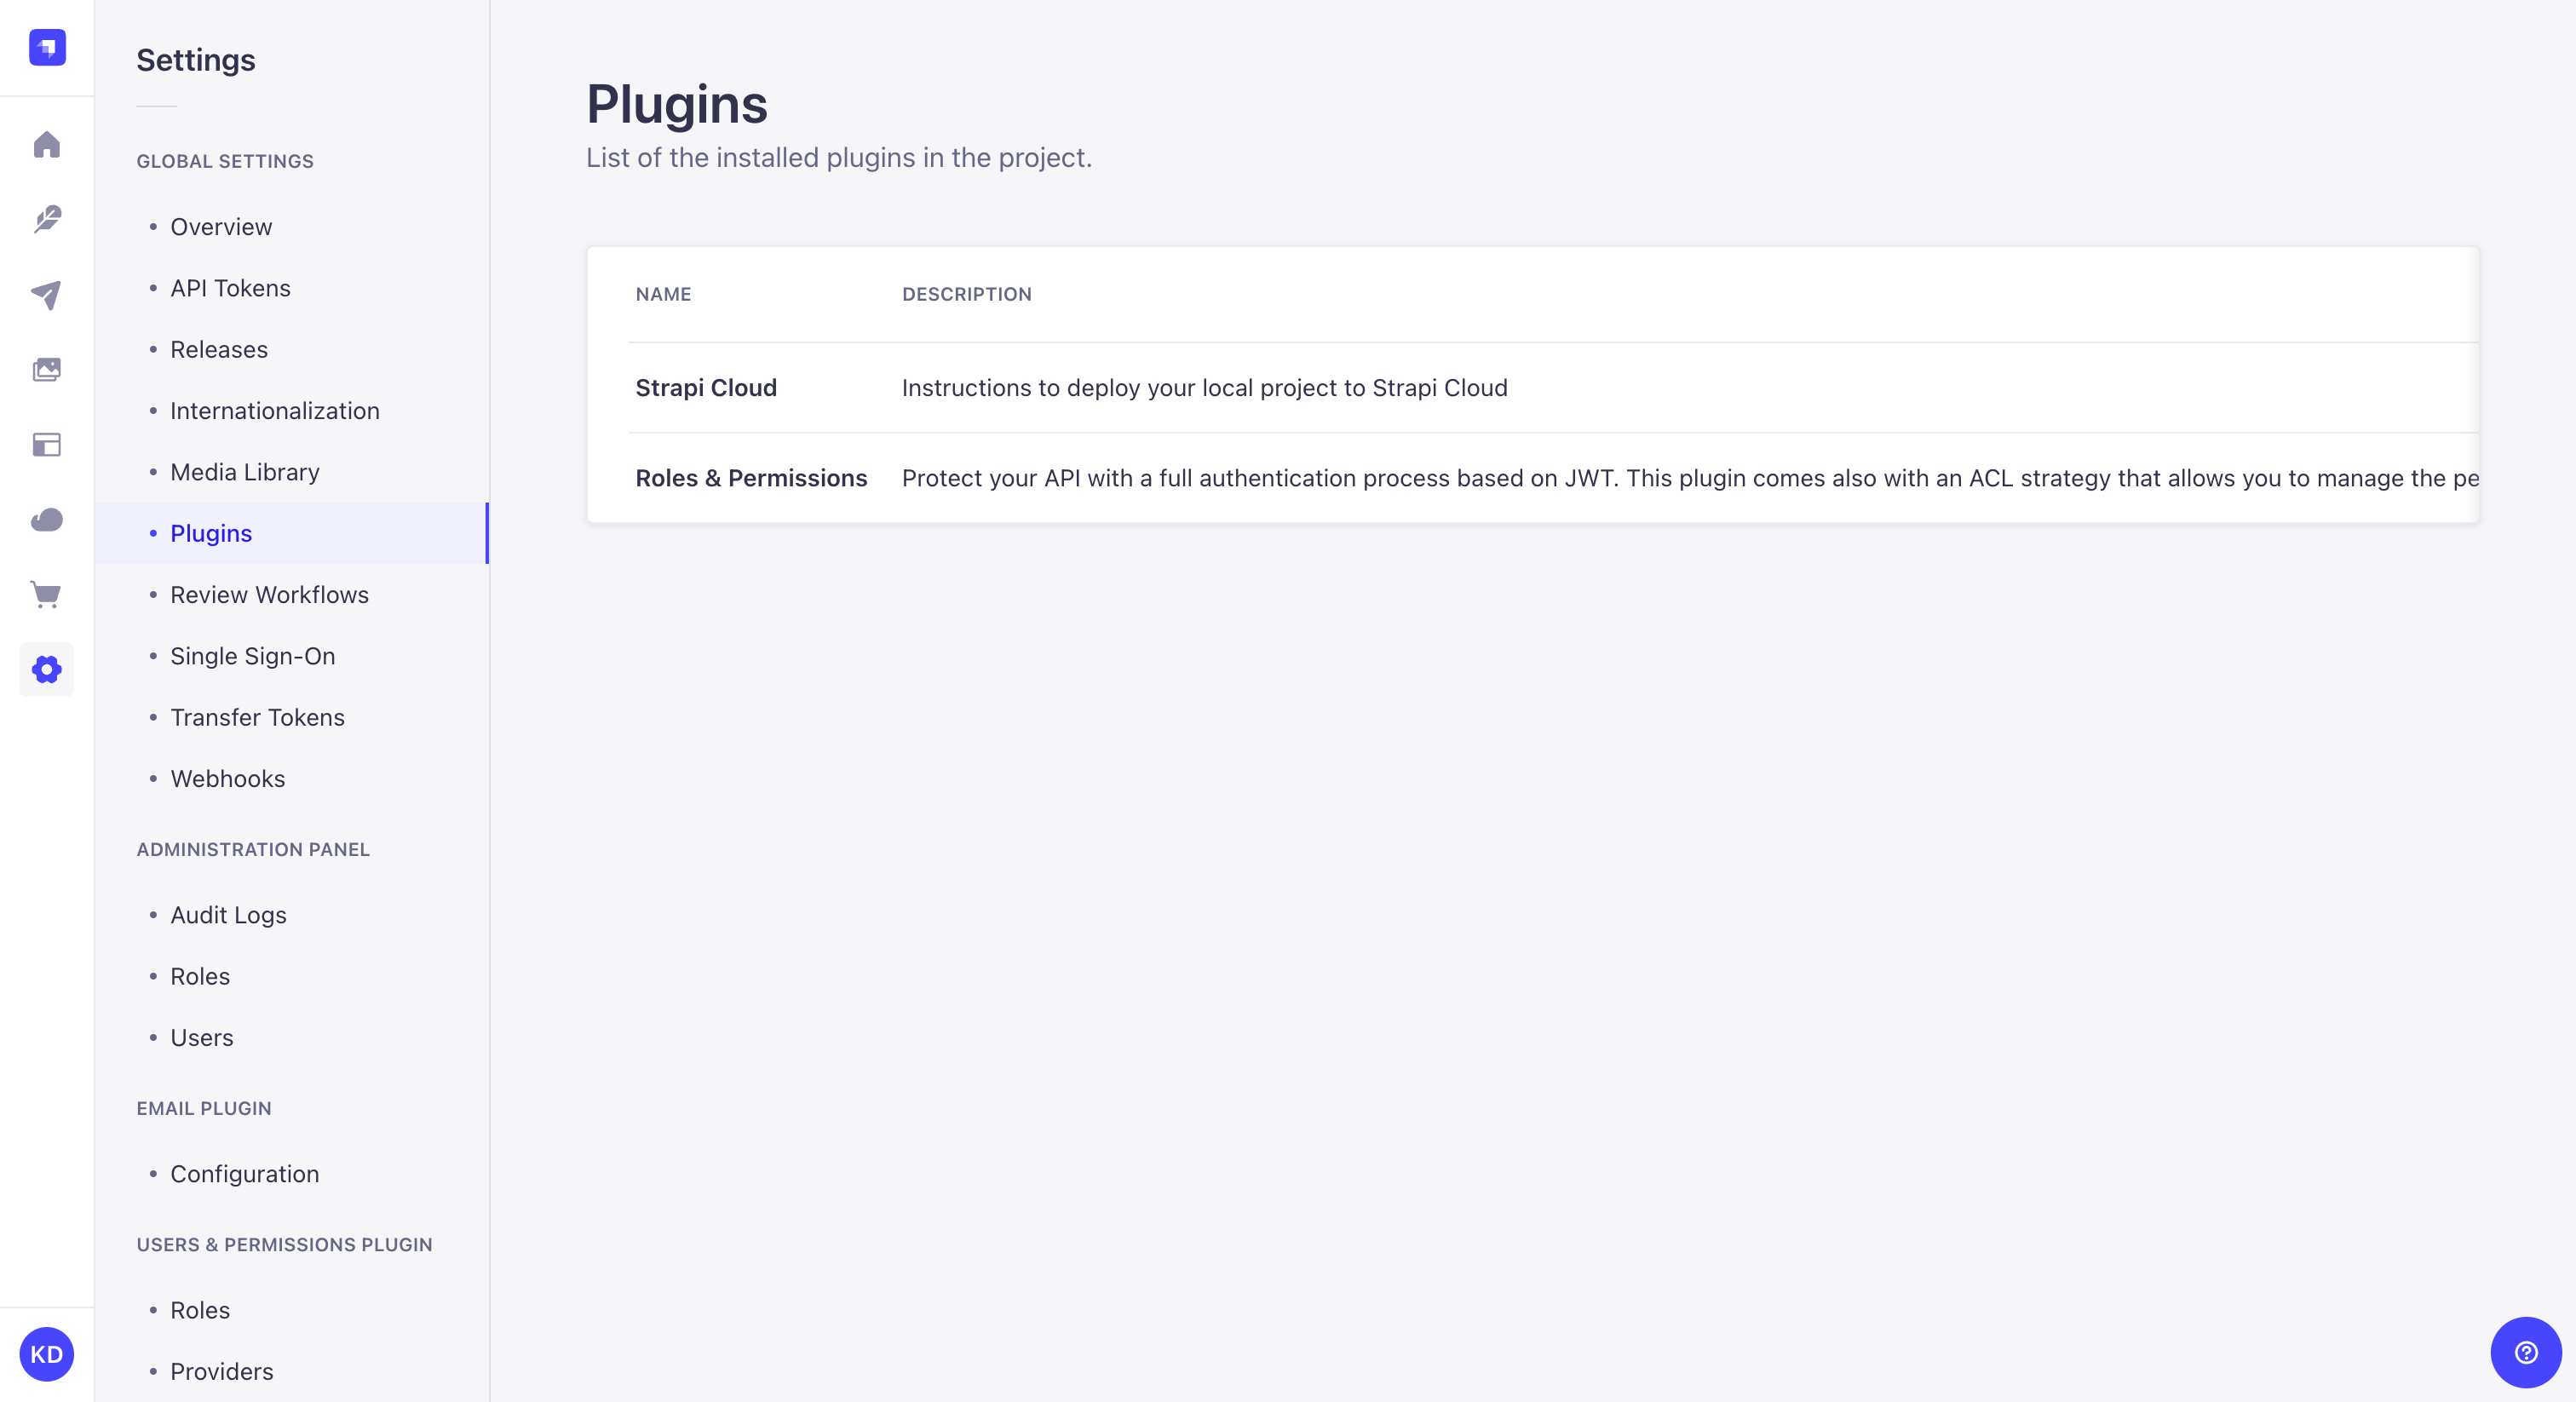 Settings
GLOBAL SETTINGS
Overview
API Tokens
Releases
Internationalization
Media Library
Plugins
Review Workflows
Single Sign-On
Transfer Tokens
Webhooks
ADMINISTRATION PANEL
Audit Logs
Roles
Users
EMAIL PLUGIN
Configuration
USERS & PERMISSIONS PLUGIN
Roles
Providers
KD
Plugins
List of the installed plugins in the project.
NAME DESCRIPTION
Strapi Cloud Instructions to deploy your local project to Strapi Cloud
Roles & Permissions Protect your API with a full authentication process based on JWT. This plugin comes also with an ACL strategy that allows you to manage the pe